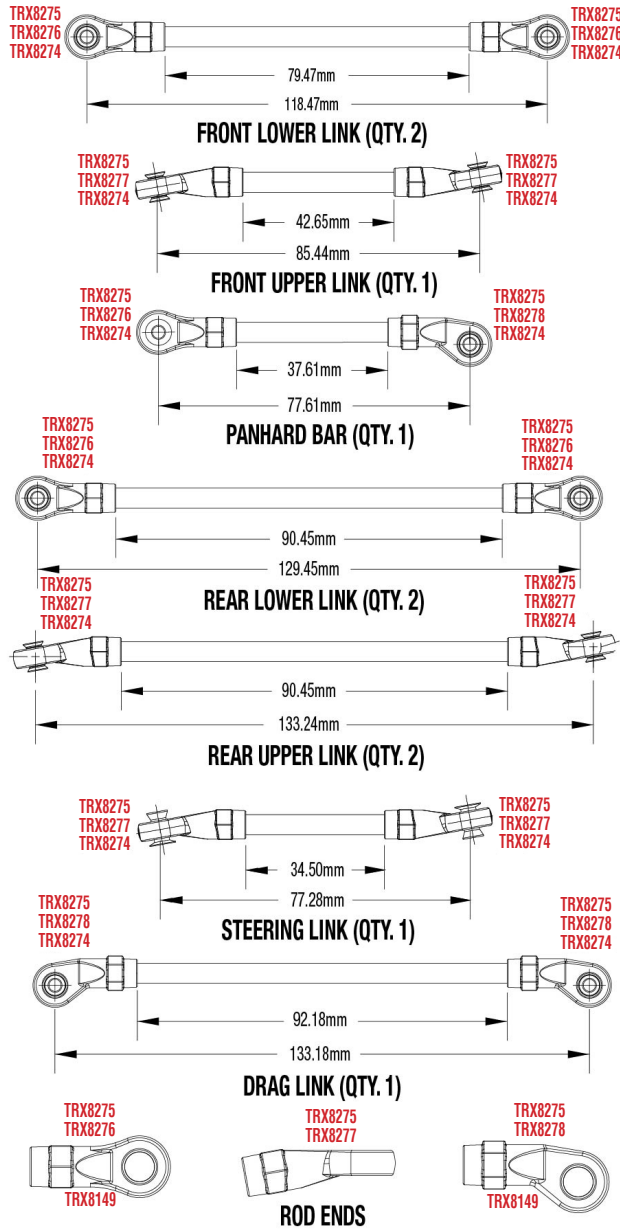 TRX8275 TRX8275
TRX8276 TRX8276
TRX8274 TRX8274
79.47mm
118.47mm
FRONT LOWER LINK (QTY. 2)
TRX8275 TRX8275
TRX8277 TRX8277
TRX8274 TRX8274
42.65mm
85.44mm
FRONT UPPER LINK (QTY. 1)
TRX8275 TRX8275
TRX8276 TRX8278
TRX8274 TRX8274
37.61mm
77.61mm
PANHARD BAR (QTY. 1)
TRX8275 TRX8275
TRX8276 TRX8276
TRX8274 TRX8274
90.45mm
129.45mm
REAR LOWER LINK (QTY. 2)
TRX8275 TRX8275
TRX8277 TRX8277
TRX8274 TRX8274
90.45mm
133.24mm
REAR UPPER LINK (QTY. 2)
TRX8275 TRX8275
TRX8277 TRX8277
TRX8274 TRX8274
34.50mm
77.28mm
STEERING LINK (QTY. 1)
TRX8275 TRX8275
TRX8278 TRX8278
TRX8274 TRX8274
92.18mm
133.18mm
DRAG LINK (QTY. 1)
TRX8275 TRX8275 TRX8275
TRX8276 TRX8277 TRX8278
TRX8149 TRX8149
ROD ENDS